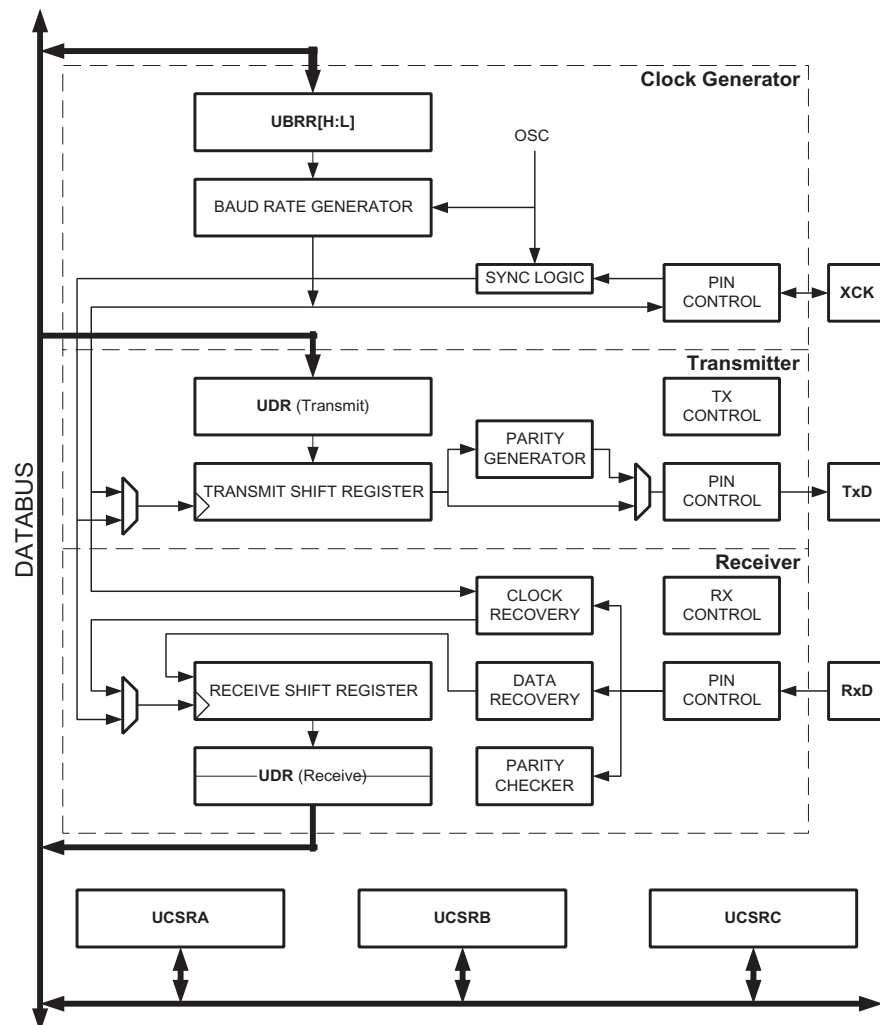 Clock Generator
UBRR[H:L]
OSC
BAUD RATE GENERATOR
SYNC LOGIC
PIN
CONTROL
XCK
Transmitter
UDR (Transmit)
TX
CONTROL
PARITY
GENERATOR
TRANSMIT SHIFT REGISTER
PIN
CONTROL
TxD
DATABUS
Receiver
CLOCK
RECOVERY
RX
CONTROL
RECEIVE SHIFT REGISTER
DATA
RECOVERY
PIN
CONTROL
RxD
UDR (Receive)
PARITY
CHECKER
UCSRA
UCSRB
UCSRC